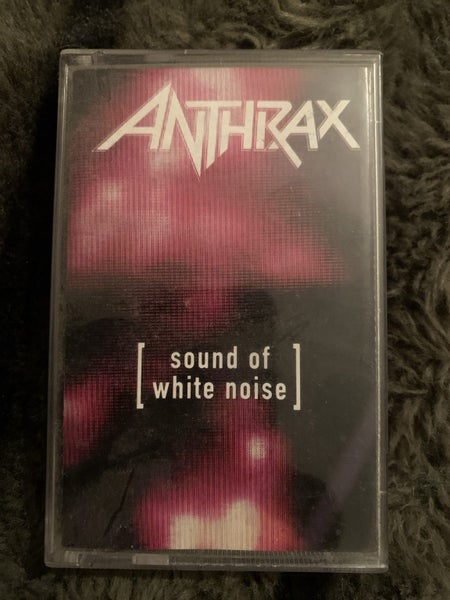 ANTHRAX
[ sound of
white noise ]